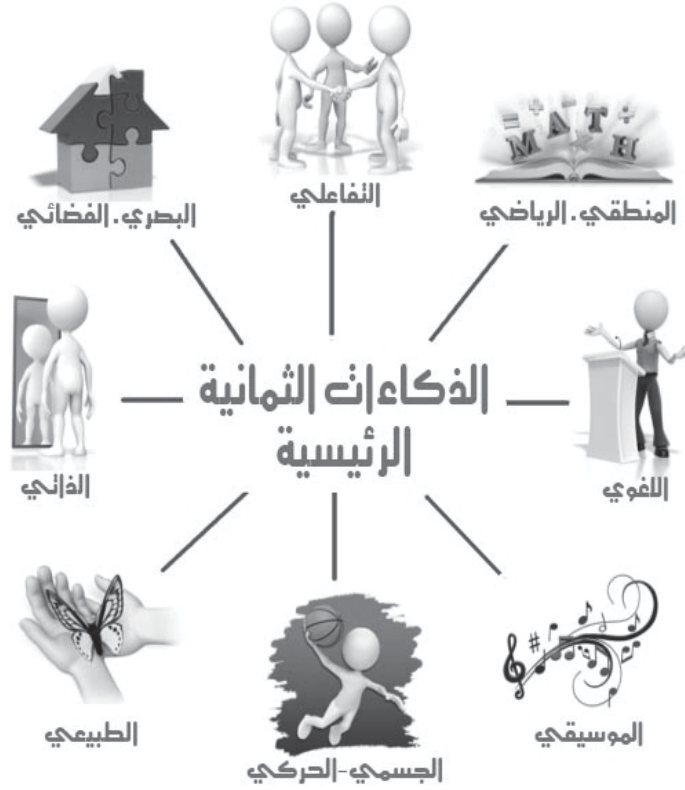 التفاعلي
المنطقي . الرياضي
البصري . الفضائي
الذكاءات الثمانية
الرئيسية
اللغوي
الذاتي
الموسيقي
الطبيعي
الجسمي-الحركي
= + - ÷
MATH